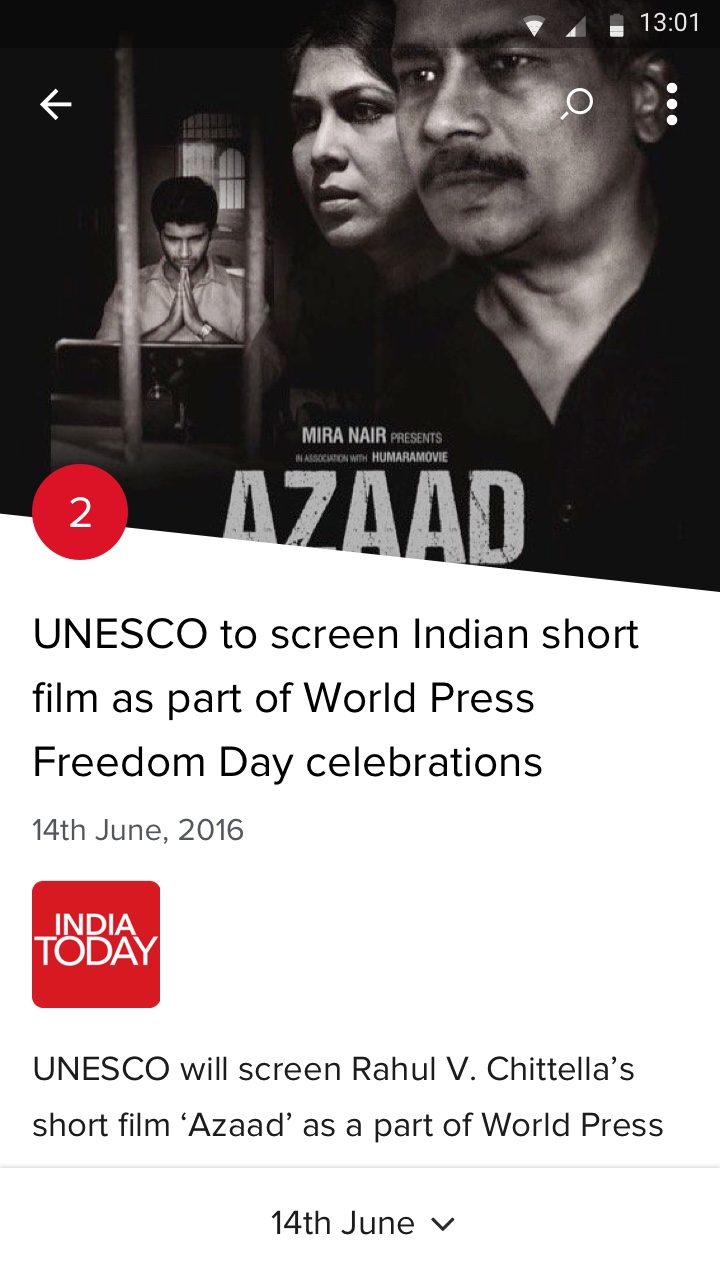 13:01
MIRA NAIR PRESENTS
IN ASSOCIATION WITH HUMARAMOVIE
AZAAD
2
UNESCO to screen Indian short
film as part of World Press
Freedom Day celebrations
14th June, 2016
INDIA
TODAY
UNESCO will screen Rahul V. Chittella’s
short film ‘Azaad’ as a part of World Press
14th June